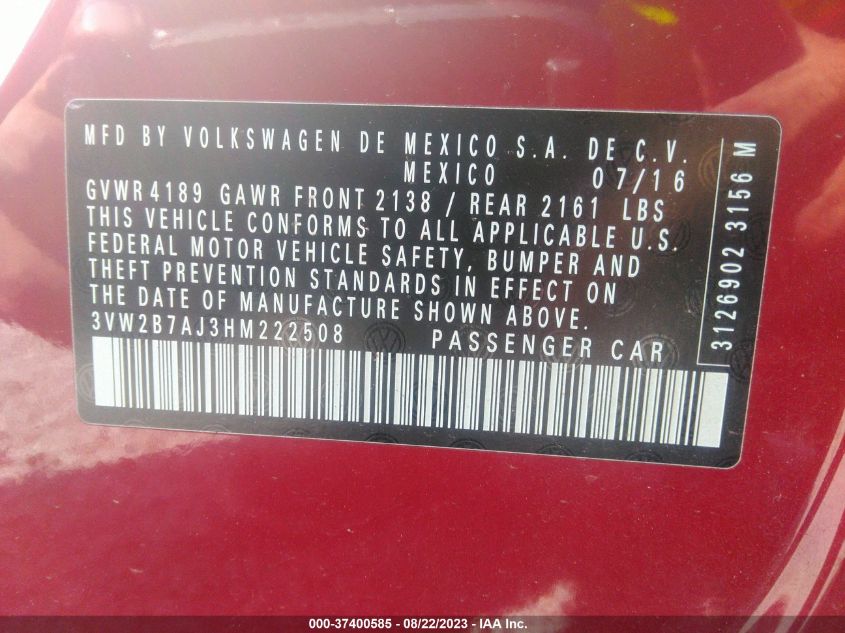 MFD BY VOLKSWAGEN DE MEXICO S.A. DE C.V.
MEXICO 07/16
GVWR 4189 GAWR FRONT 2138 / REAR 2161 LBS
THIS VEHICLE CONFORMS TO ALL APPLICABLE U.S.
FEDERAL MOTOR VEHICLE SAFETY, BUMPER AND
THEFT PREVENTION STANDARDS IN EFFECT ON
THE DATE OF MANUFACTURE SHOWN ABOVE.
3VW2B7AJ3HM222508 PASSENGER CAR
3126902 3156 M
000-37400585 - 08/22/2023 - IAA Inc.